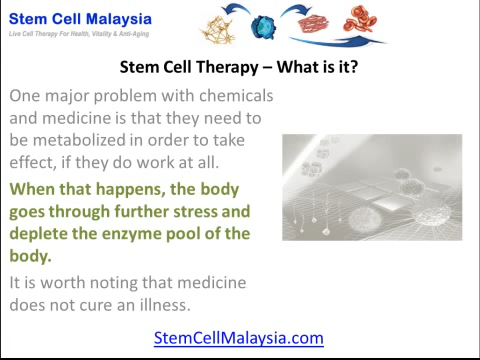 Stem Cell Malaysia
Live Cell Therapy For Health, Vitality & Anti-Aging
Stem Cell Therapy – What is it?
One major problem with chemicals
and medicine is that they need to
be metabolized in order to take
effect, if they do work at all.
When that happens, the body
goes through further stress and
deplete the enzyme pool of the
body.
It is worth noting that medicine
does not cure an illness.
StemCellMalaysia.com